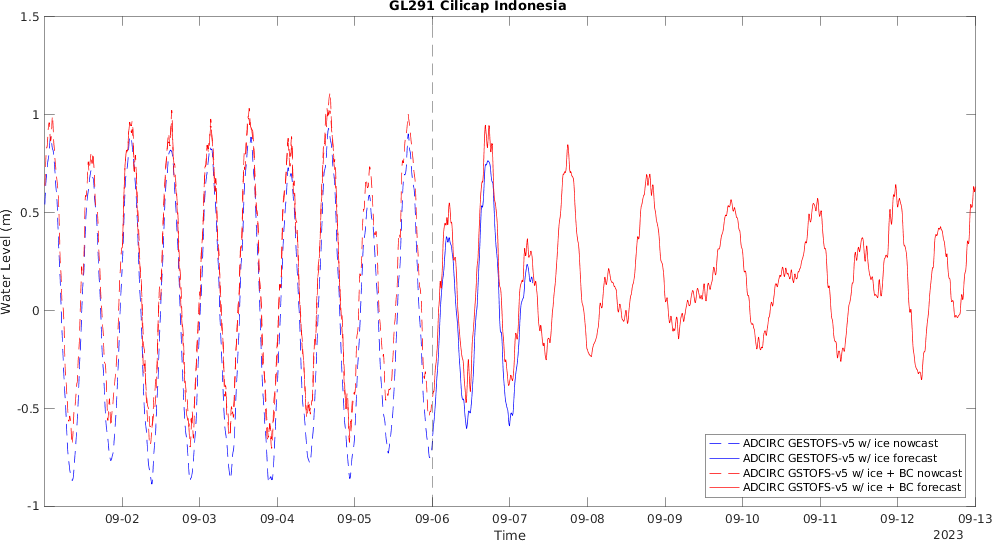 GL291 Cilicap Indonesia
1.5
1
0.5
0
-0.5
-1
Water Level (m)
09-02 09-03 09-04 09-05 09-06 09-07 09-08 09-09 09-10 09-11 09-12 09-13
Time
2023
ADCIRC GESTOFS-v5 w/ ice nowcast
ADCIRC GESTOFS-v5 w/ ice forecast
ADCIRC GSTOFS-v5 w/ ice + BC nowcast
ADCIRC GSTOFS-v5 w/ ice + BC forecast